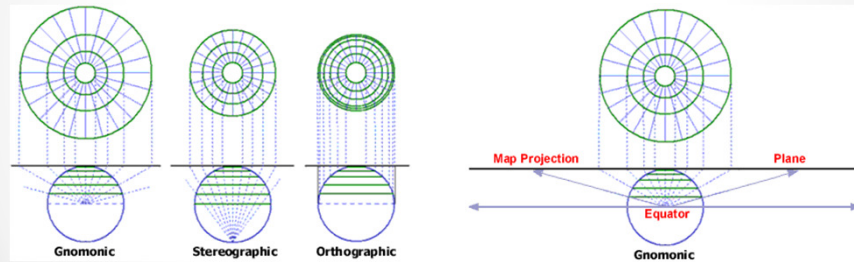 Map Projection
Plane
Equator
Gnomonic
Stereographic
Orthographic
Gnomonic